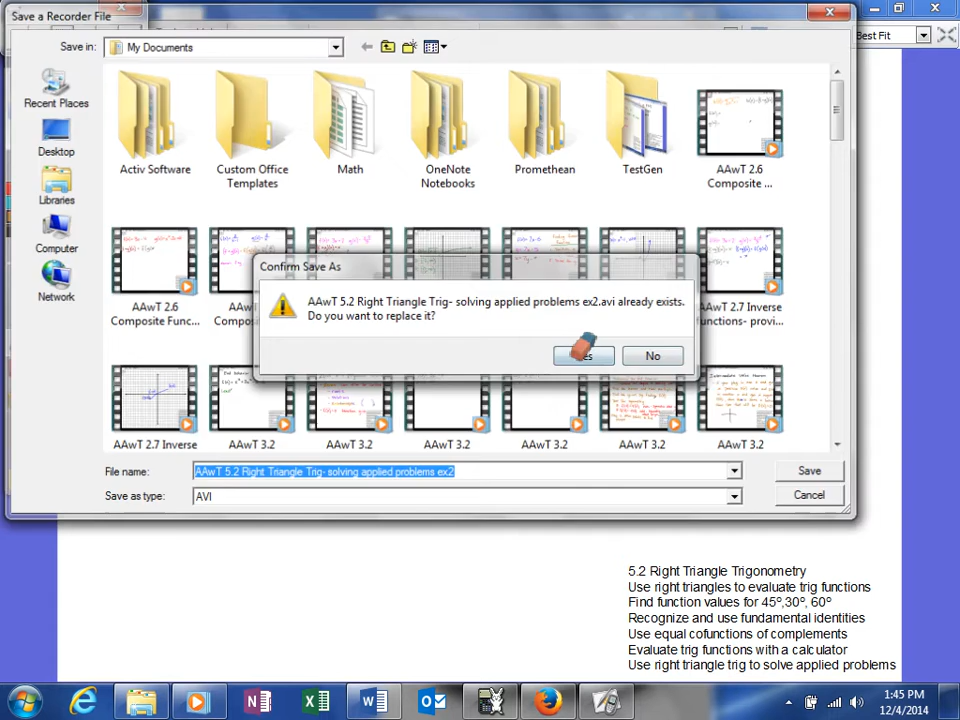 Save a Recorder File
Best Fit
Save in:
My Documents
Recent Places
Desktop
Libraries
Computer
Network
Activ Software
Custom Office
Templates
Math
OneNote
Notebooks
Promethean
TestGen
AAwT 2.6
Composite ...
AAwT 2.6
Composite Func...
AAwT 2.7 Inverse
functions- provi...
Confirm Save As
AAwT 5.2 Right Triangle Trig- solving applied problems ex2.avi already exists.
Do you want to replace it?
No
AAwT 2.7 Inverse
AAwT 3.2
AAwT 3.2
AAwT 3.2
AAwT 3.2
AAwT 3.2
AAwT 3.2
File name:
AAwT 5.2 Right Triangle Trig- solving applied problems ex2
Save
Save as type:
AVI
Cancel
5.2 Right Triangle Trigonometry
Use right triangles to evaluate trig functions
Find function values for 45º,30º, 60º
Recognize and use fundamental identities
Use equal cofunctions of complements
Evaluate trig functions with a calculator
Use right triangle trig to solve applied problems
1:45 PM
12/4/2014